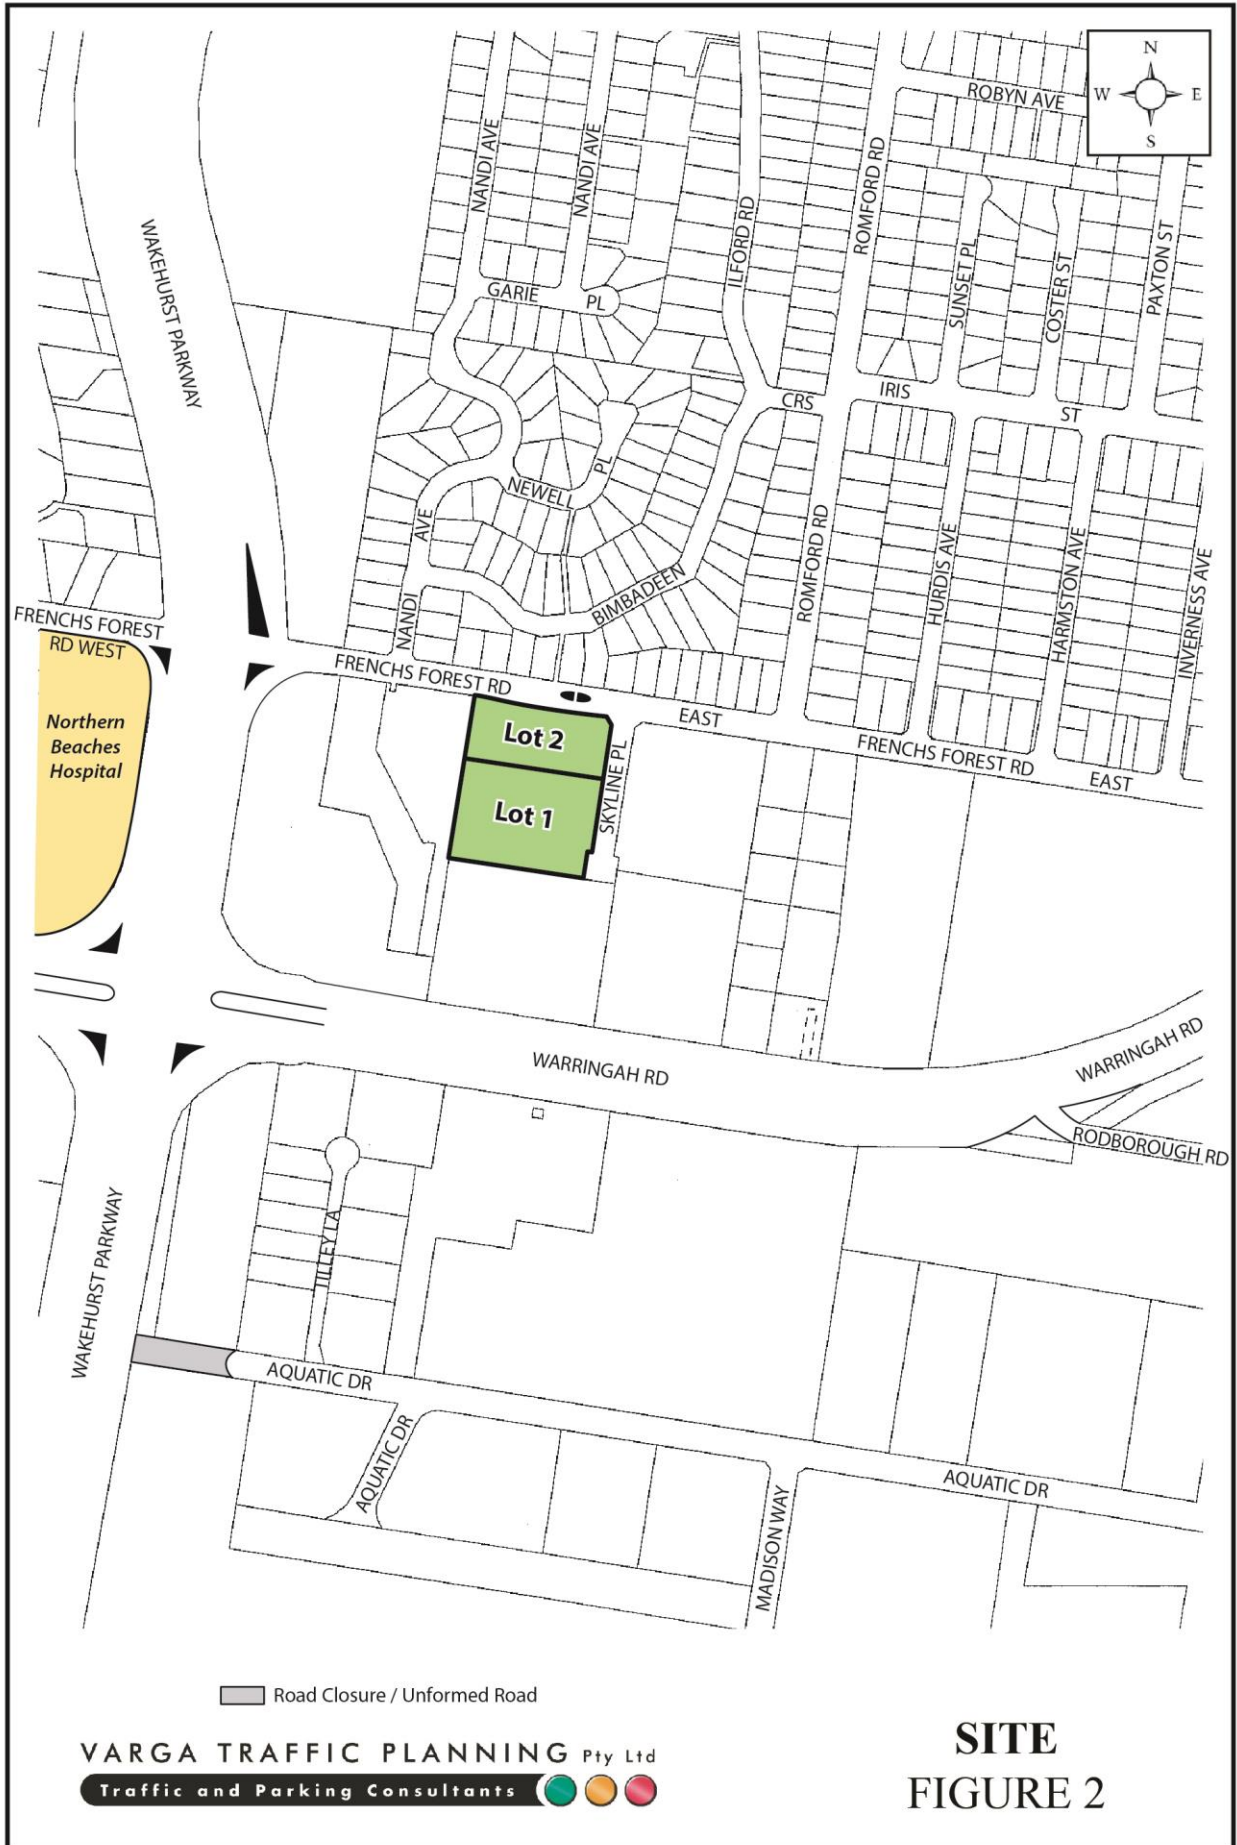 N
W E
S
ROBYN AVE
NANDI AVE
NANDI AVE
ILFORD RD
ROMFORD RD
SUNSET PL
COSTER ST
PAXTON ST
WAKEHURST PARKWAY
GARIE PL
CRS
IRIS
ST
NEWELL
PL
AVE
NANDI
BIMBADEEN
ROMFORD RD
HURDIS AVE
HARMSTON AVE
INVERNESS AVE
FRENCHS FOREST
RD WEST
FRENCHS FOREST RD
EAST
FRENCHS FOREST RD
EAST
Northern
Beaches
Hospital
Lot 2
Lot 1
SKYLINE PL
WARRINGAH RD
WARRINGAH RD
RODBOROUGH RD
TILLEY LA
WAKEHURST PARKWAY
AQUATIC DR
AQUATIC DR
AQUATIC DR
MADISON WAY
Road Closure / Unformed Road
VARGA TRAFFIC PLANNING Pty Ltd
Traffic and Parking Consultants
SITE
FIGURE 2